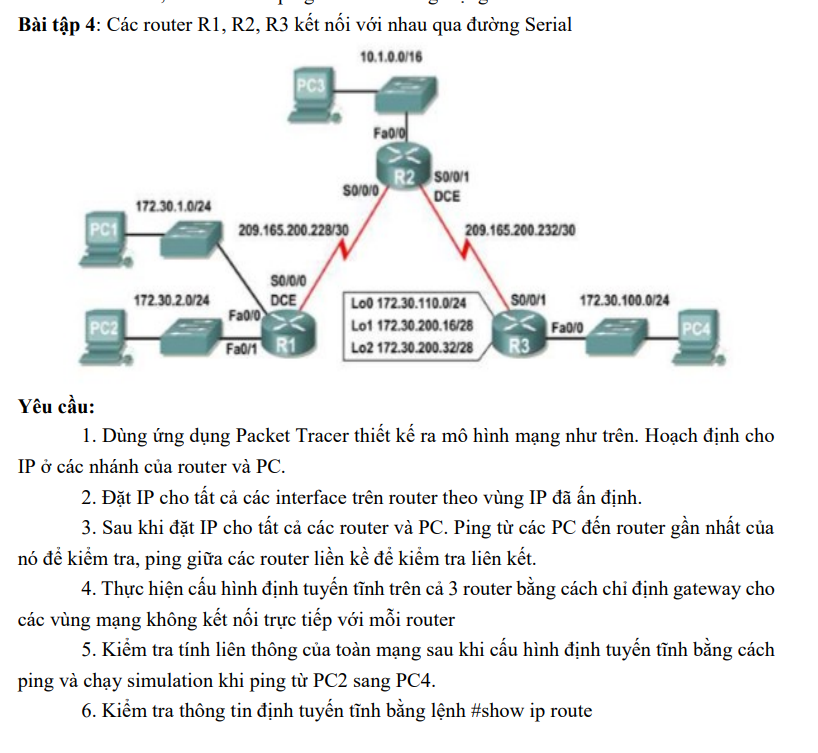 Bài tập 4: Các router R1, R2, R3 kết nối với nhau qua đường Serial
10.1.0.0/16
PC3
Fa0/0
R2
S0/0/1
DCE
S0/0/0
172.30.1.0/24
PC1
209.165.200.228/30
209.165.200.232/30
S0/0/0
DCE
172.30.2.0/24
Fa0/0
PC2
Fa0/1
R1
Lo0 172.30.110.0/24
Lo1 172.30.200.16/28
Lo2 172.30.200.32/28
S0/0/1
172.30.100.0/24
R3
Fa0/0
PC4
Yêu cầu:
1. Dùng ứng dụng Packet Tracer thiết kế ra mô hình mạng như trên. Hoạch định cho
IP ở các nhánh của router và PC.
2. Đặt IP cho tất cả các interface trên router theo vùng IP đã ấn định.
3. Sau khi đặt IP cho tất cả các router và PC. Ping từ các PC đến router gần nhất của
nó để kiểm tra, ping giữa các router liền kề để kiểm tra liên kết.
4. Thực hiện cấu hình định tuyến tĩnh trên cả 3 router bằng cách chỉ định gateway cho
các vùng mạng không kết nối trực tiếp với mỗi router
5. Kiểm tra tính liên thông của toàn mạng sau khi cấu hình định tuyến tĩnh bằng cách
ping và chạy simulation khi ping từ PC2 sang PC4.
6. Kiểm tra thông tin định tuyến tĩnh bằng lệnh #show ip route